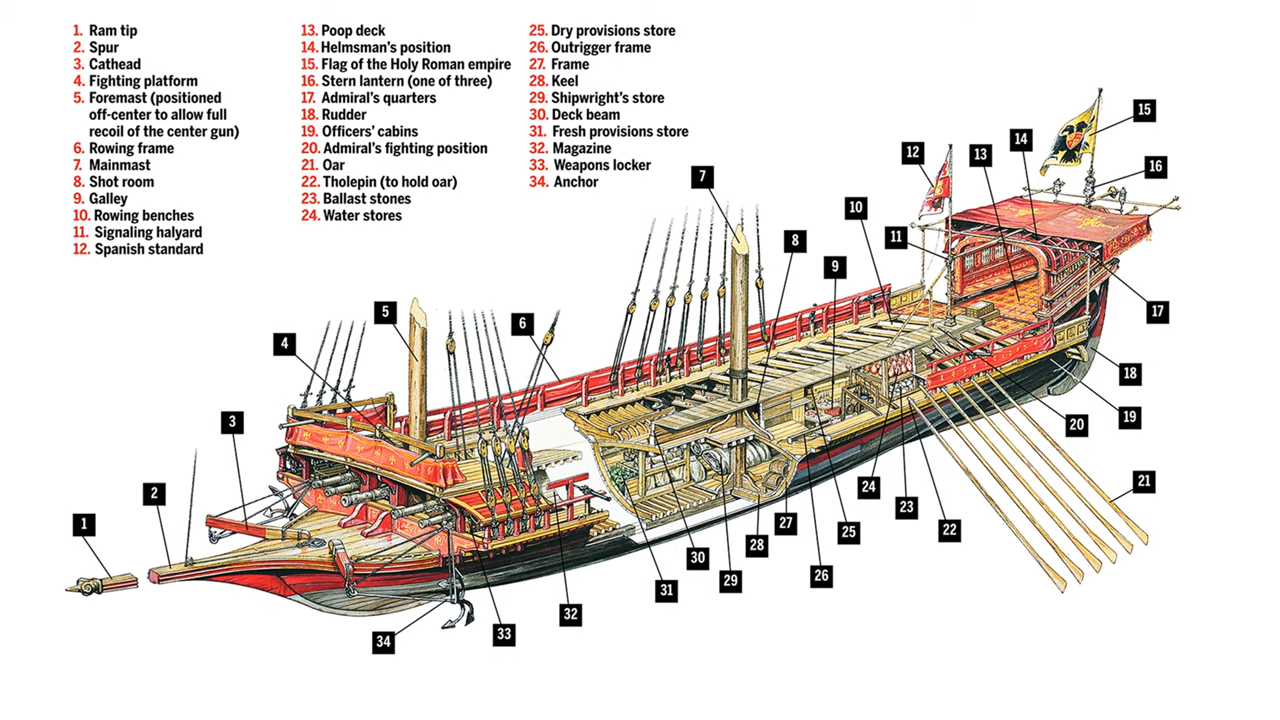 1. Ram tip
2. Spur
3. Cathead
4. Fighting platform
5. Foremast (positioned
off-center to allow full
recoil of the center gun)
6. Rowing frame
7. Mainmast
8. Shot room
9. Galley
10. Rowing benches
11. Signaling halyard
12. Spanish standard
13. Poop deck
14. Helmsman's position
15. Flag of the Holy Roman empire
16. Stern lantern (one of three)
17. Admiral's quarters
18. Rudder
19. Officers' cabins
20. Admiral's fighting position
21. Oar
22. Tholepin (to hold oar)
23. Ballast stones
24. Water stores
25. Dry provisions store
26. Outrigger frame
27. Frame
28. Keel
29. Shipwright's store
30. Deck beam
31. Fresh provisions store
32. Magazine
33. Weapons locker
34. Anchor
15
14
12
13
16
7
10
8
11
9
5
17
6
4
18
3
19
20
21
2
24
23
1
22
27
25
28
30
26
29
31
32
33
34